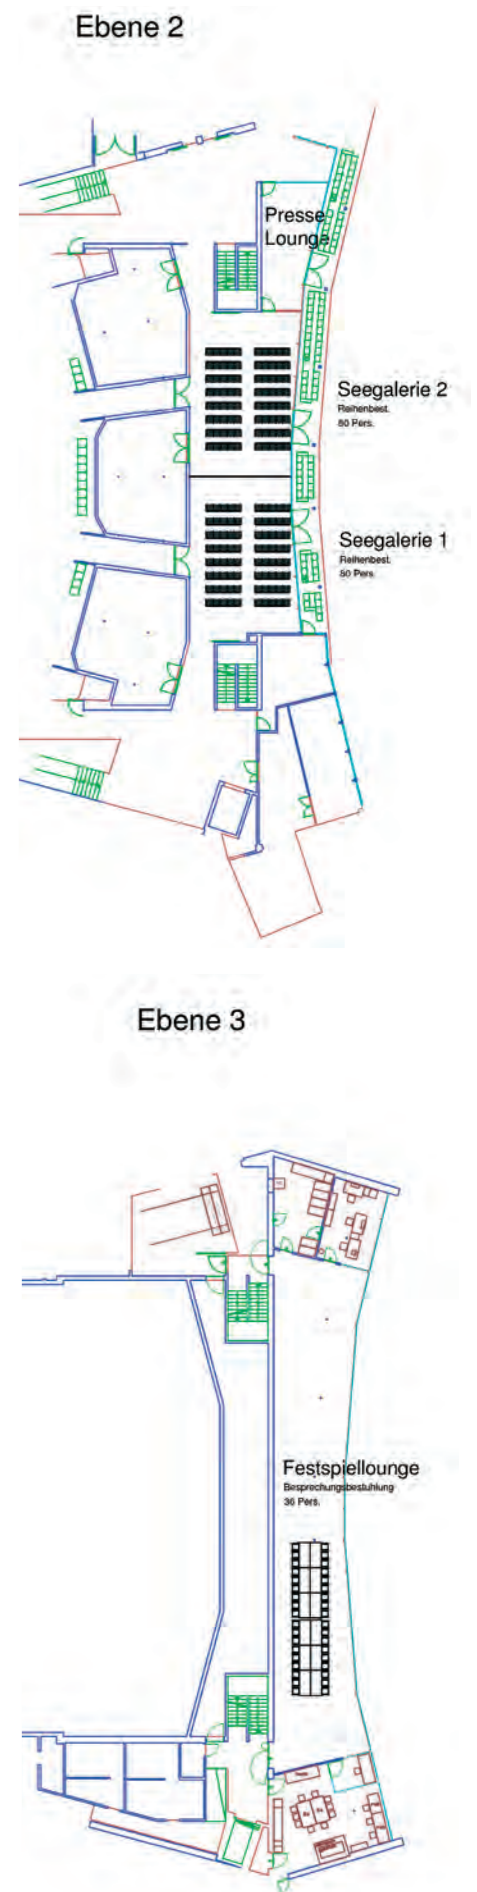 Ebene 2
Presse
Lounge
Seegalerie 2
Reihenbest.
80 Pers.
Seegalerie 1
Reihenbest.
80 Pers.
Ebene 3
Festspiellounge
Besprechungsbestuhlung
36 Pers.